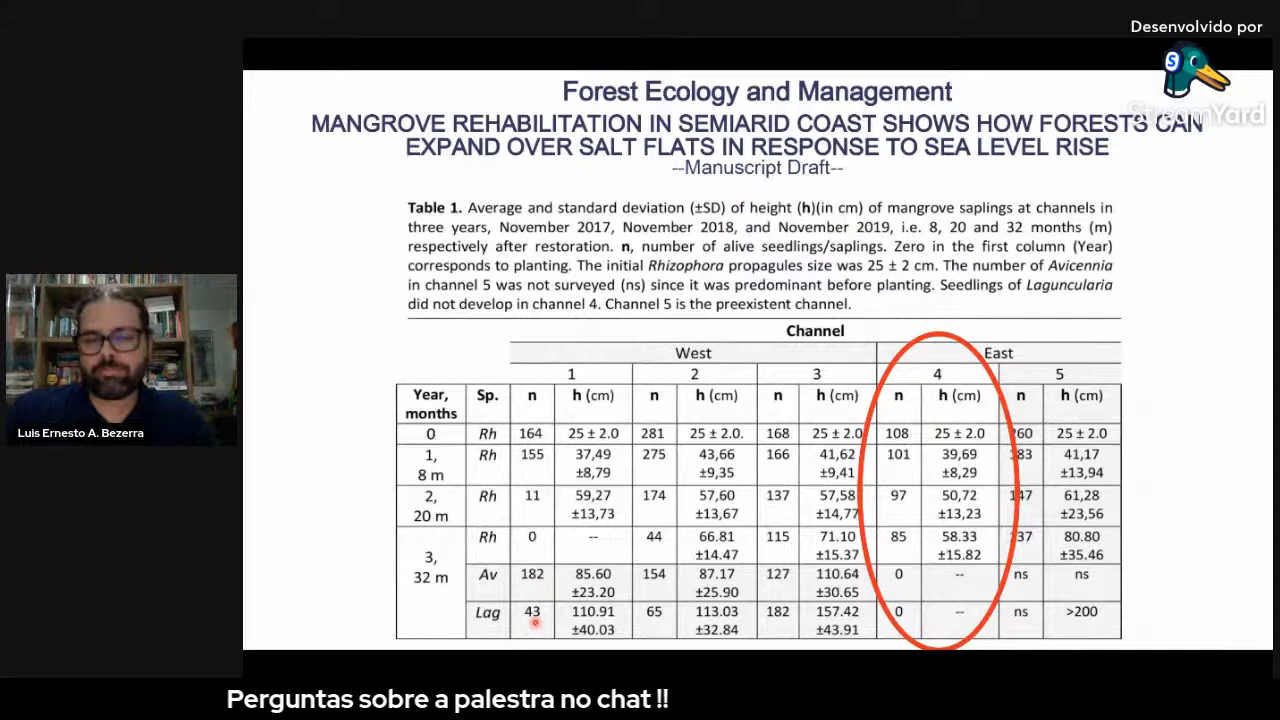 Desenvolvido por
StreamYard
Forest Ecology and Management
MANGROVE REHABILITATION IN SEMIARID COAST SHOWS HOW FORESTS CAN
EXPAND OVER SALT FLATS IN RESPONSE TO SEA LEVEL RISE
--Manuscript Draft--
Table 1. Average and standard deviation (±SD) of height (h)(in cm) of mangrove saplings at channels in
three years, November 2017, November 2018, and November 2019, i.e. 8, 20 and 32 months (m)
respectively after restoration. n, number of alive seedlings/saplings. Zero in the first column (Year)
corresponds to planting. The initial Rhizophora propagules size was 25 ± 2 cm. The number of Avicennia
in channel 5 was not surveyed (ns) since it was predominant before planting. Seedlings of Laguncularia
did not develop in channel 4. Channel 5 is the preexistent channel.
Channel
West East
1 2 3 4 5
Year, months Sp. n h (cm) n h (cm) n h (cm) n h (cm) n h (cm)
0 Rh 164 25 ± 2.0 281 25 ± 2.0. 168 25 ± 2.0 108 25 ± 2.0 260 25 ± 2.0
1, 8 m Rh 155 37,49 ±8,79 275 43,66 ±9,35 166 41,62 ±9,41 101 39,69 ±8,29 183 41,17 ±13,94
2, 20 m Rh 11 59,27 ±13,73 174 57,60 ±13,67 137 57,58 ±14,77 97 50,72 ±13,23 147 61,28 ±23,56
3, 32 m Rh 0 -- 44 66.81 ±14.47 115 71.10 ±15.37 85 58.33 ±15.82 137 80.80 ±35.46
Av 182 85.60 ±23.20 154 87.17 ±25.90 127 110.64 ±30.65 0 -- ns ns
Lag 43 110.91 ±40.03 65 113.03 ±32.84 182 157.42 ±43.91 0 -- ns >200
Luis Ernesto A. Bezerra
Perguntas sobre a palestra no chat !!